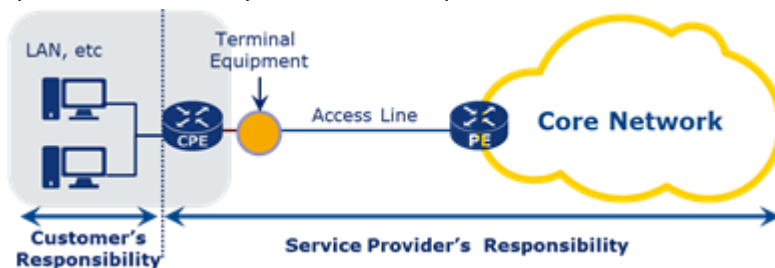 LAN, etc
Terminal
Equipment
CPE
Access Line
PE
Core Network
Customer's
Responsibility
Service Provider's Responsibility